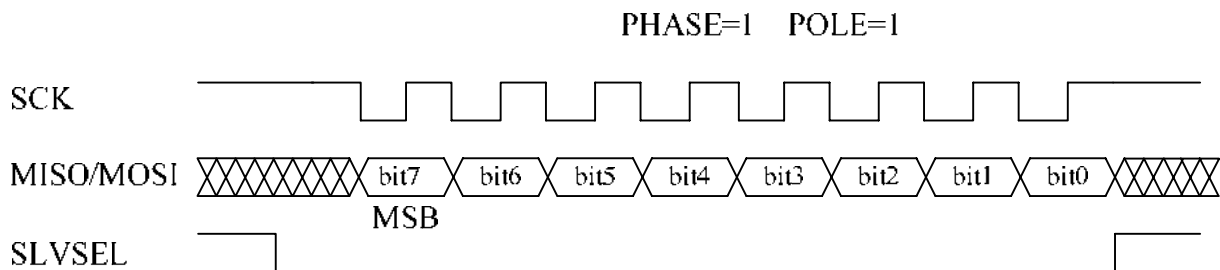 PHASE=1 POLE=1
SCK
MISO/MOSI bit7 bit6 bit5 bit4 bit3 bit2 bit1 bit0
MSB
SLVSEL